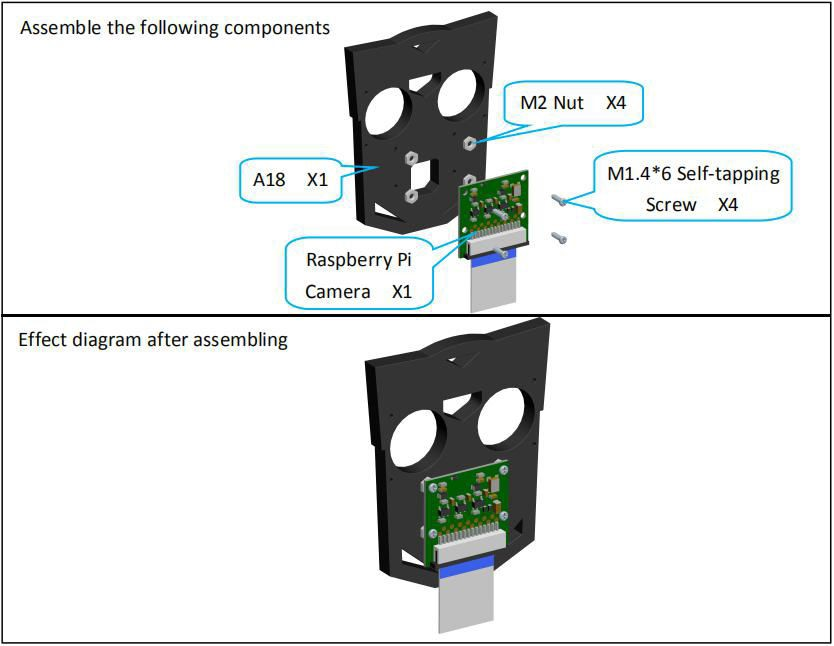 Assemble the following components
M2 Nut X4
A18 X1
M1.4*6 Self-tapping
Screw X4
Raspberry Pi
Camera X1
Effect diagram after assembling